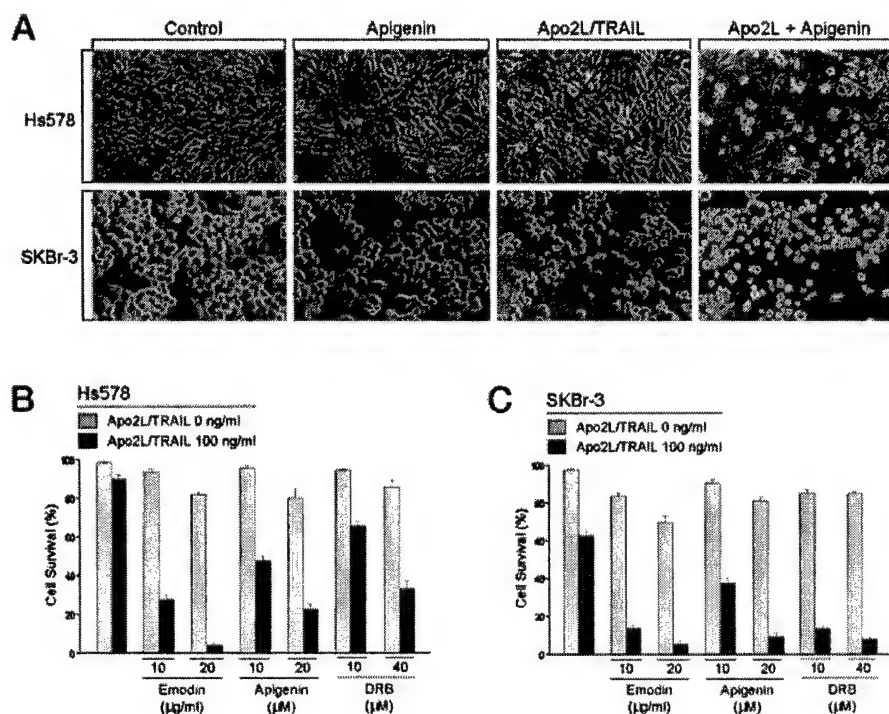 A
Control Apigenin Apo2L/TRAIL Apo2L + Apigenin
Hs578
SKBr-3
B Hs578
Apo2L/TRAIL 0 ng/ml
Apo2L/TRAIL 100 ng/ml
Cell Survival (%)
100
80
60
40
20
0
10 20 10 20 10 40
Emodin Apigenin DRB
(µg/ml) (µM) (µM)
C SKBr-3
Apo2L/TRAIL 0 ng/ml
Apo2L/TRAIL 100 ng/ml
Cell Survival (%)
100
80
60
40
20
0
10 20 10 20 10 40
Emodin Apigenin DRB
(µg/ml) (µM) (µM)